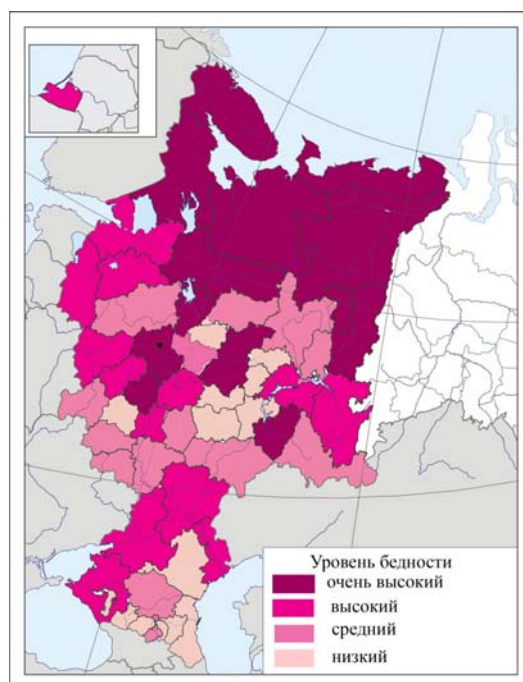 Уровень бедности
очень высокий
высокий
средний
низкий